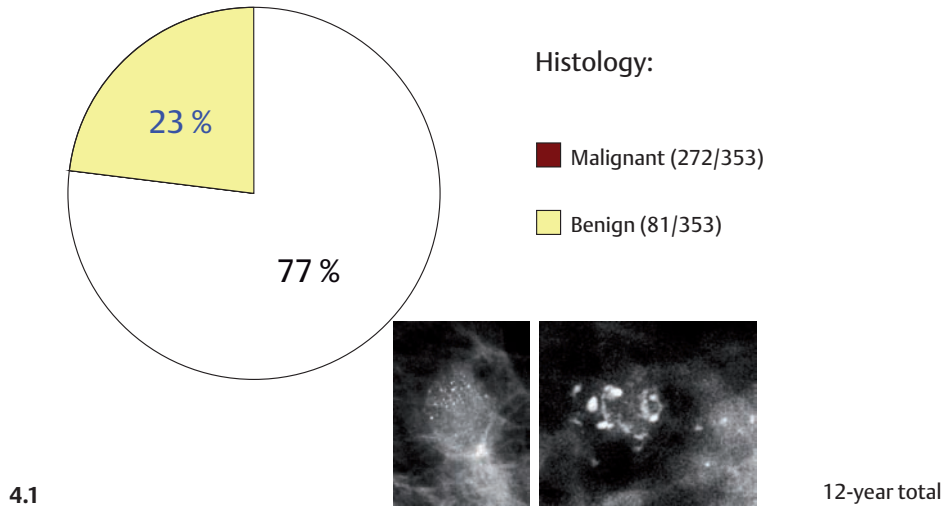 Histology:
23 %
Malignant (272/353)
Benign (81/353)
77 %
4.1
12-year total